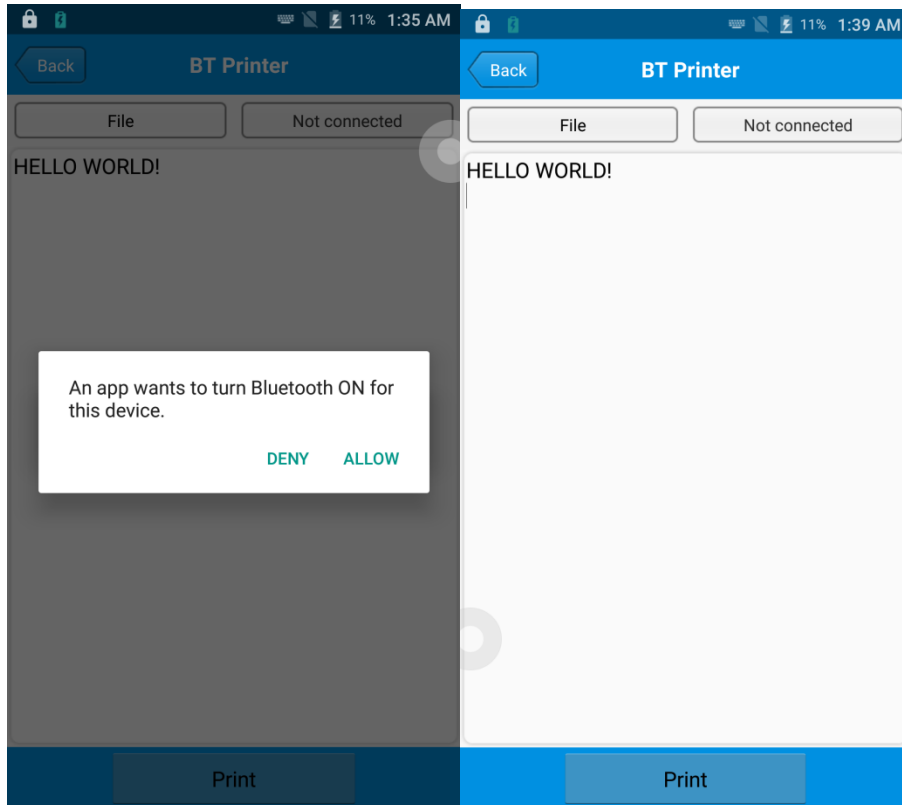 11% 1:35 AM
Back BT Printer
File Not connected
HELLO WORLD!
An app wants to turn Bluetooth ON for
this device.
DENY ALLOW
Print
11% 1:39 AM
Back BT Printer
File Not connected
HELLO WORLD!
Print